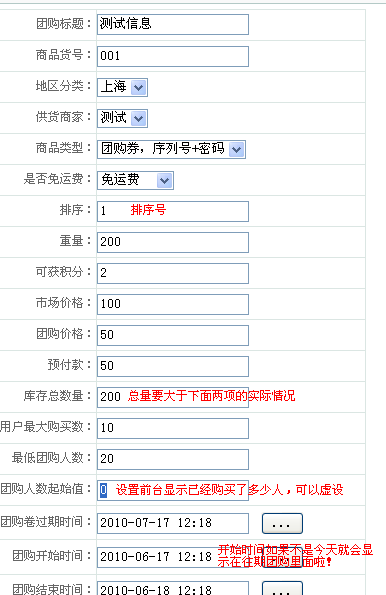 团购标题： 测试信息
商品货号： 001
地区分类： 上海
供货商家： 测试
商品类型： 团购券，序列号+密码
是否免运费： 免运费
排序： 1 排序号
重量： 200
可获积分： 2
市场价格： 100
团购价格： 50
预付款： 50
库存总数量： 200 总量要大于下面两项的实际情况
用户最大购买数： 10
最低团购人数： 20
团购人数起始值： 0 设置前台显示已经购买了多少人，可以虚设
团购卷过期时间： 2010-07-17 12:18 ...
团购开始时间： 2010-06-17 12:18 开始时间如果不是今天就会显
示在往期团购里面啦！
团购结束时间： 2010-06-18 12:18 ...